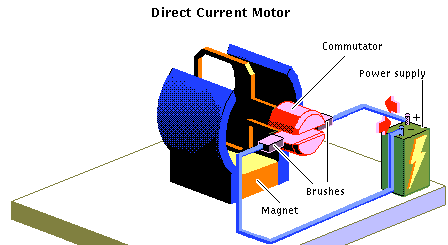 Direct Current Motor
Commutator
Power supply
+
Brushes
Magnet